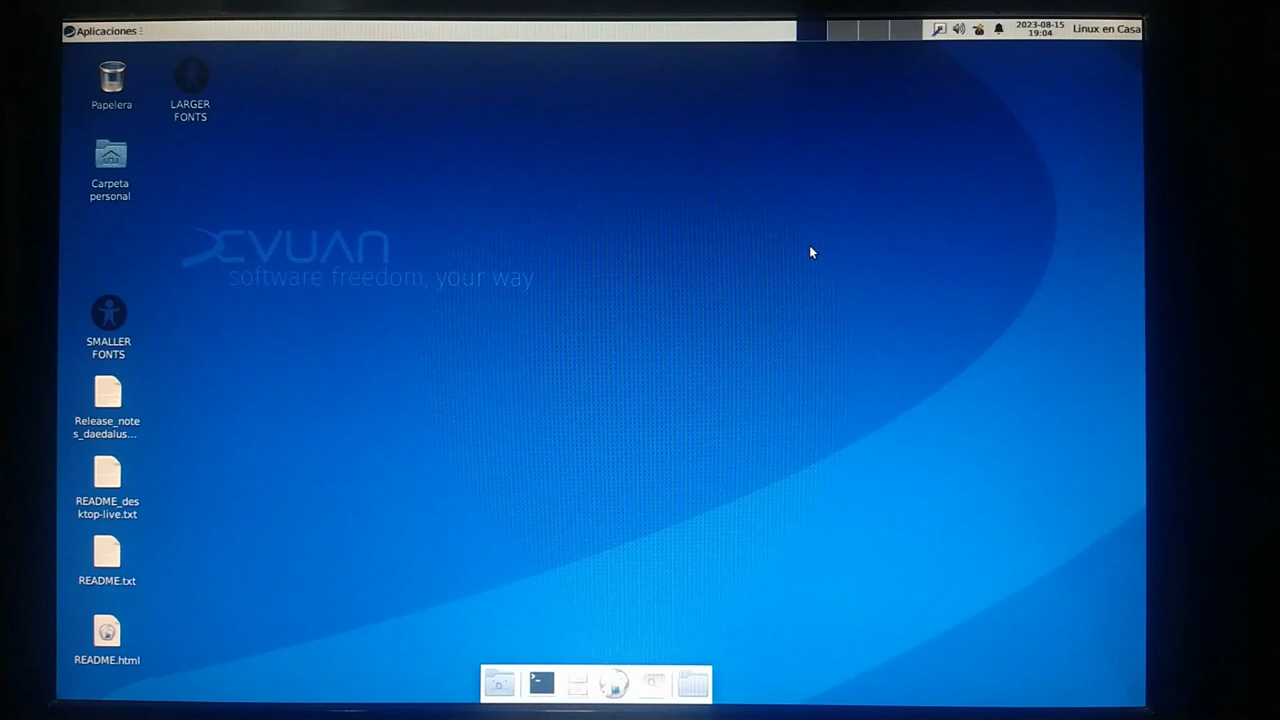 Aplicaciones
2023-08-15
19:04
Linux en Casa
Papelera
LARGER
FONTS
Carpeta
personal
DEVUAN
software freedom, your way
SMALLER
FONTS
Release_note
s_daedalus...
README_des
ktop-live.txt
README.txt
README.html